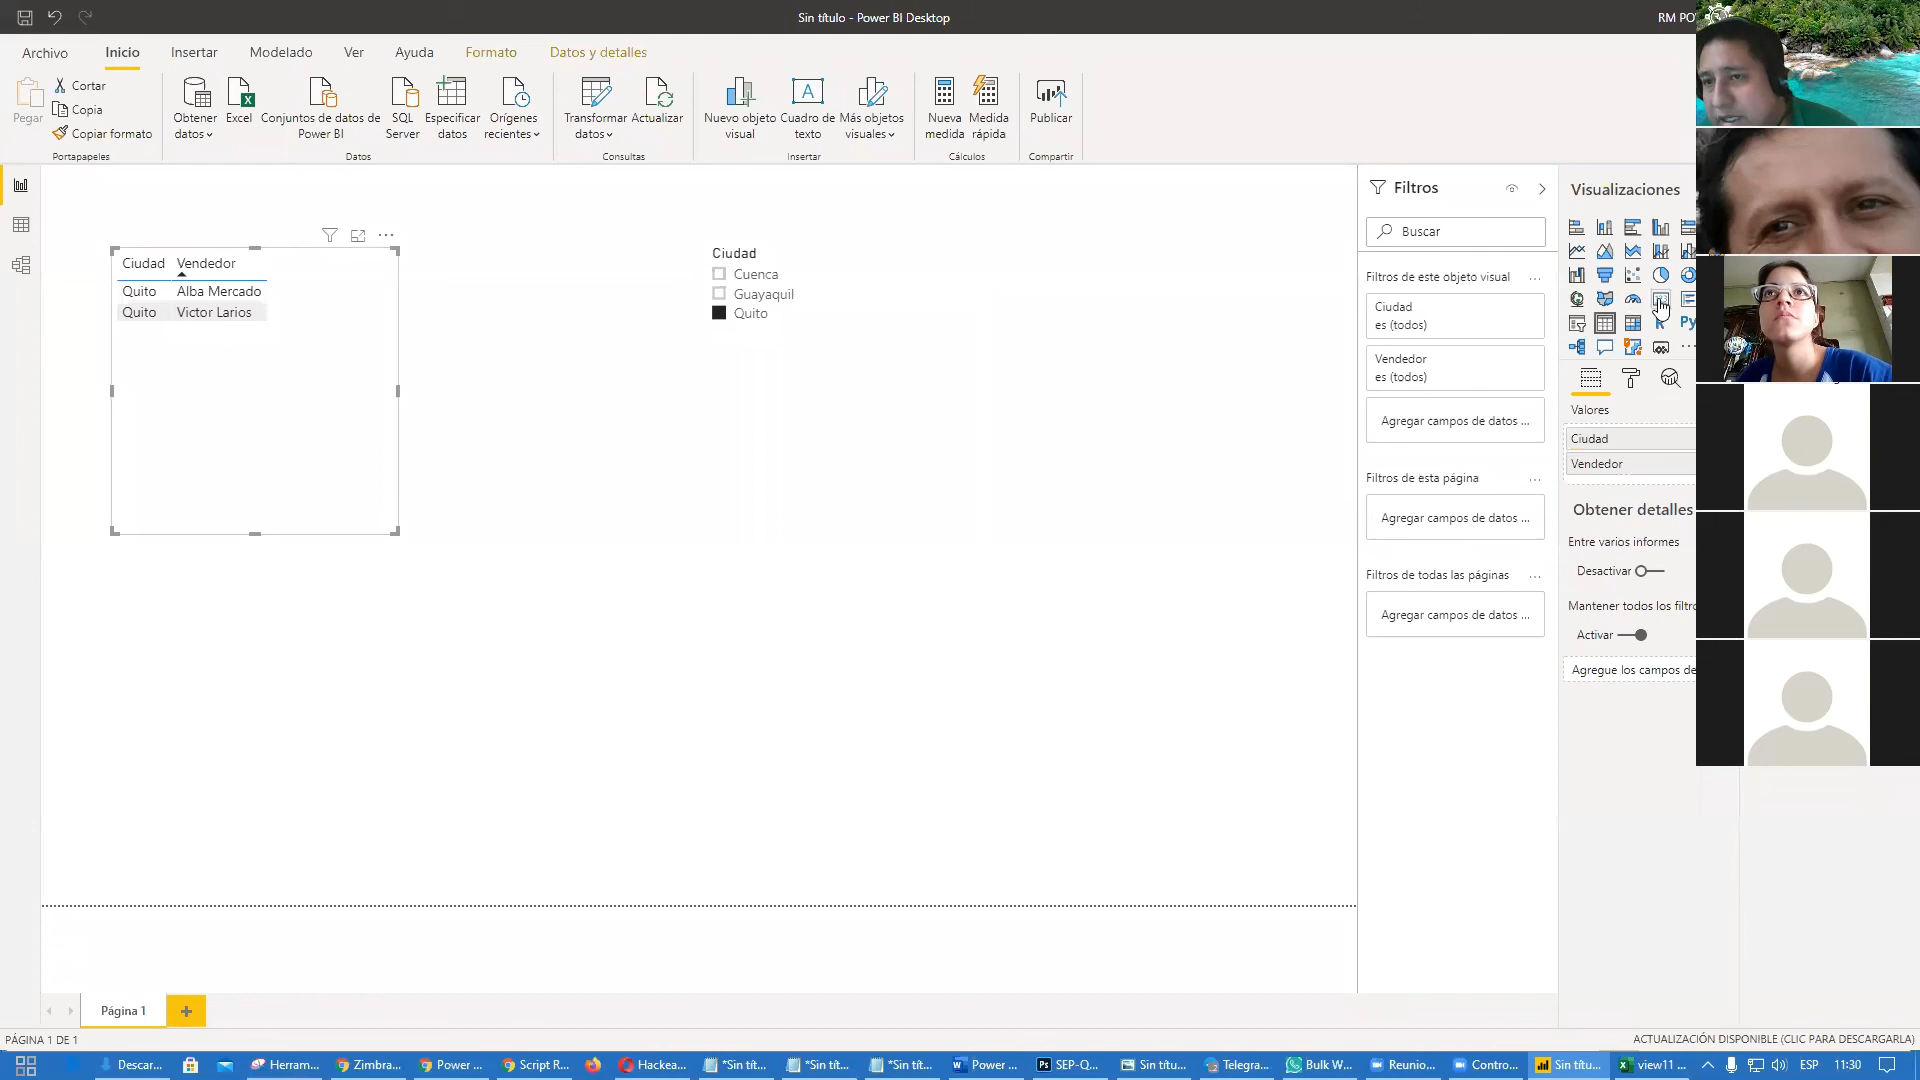 Sin título - Power BI Desktop
RM PO
Archivo
Inicio
Insertar
Modelado
Ver
Ayuda
Formato
Datos y detalles
Pegar
Cortar
Copia
Copiar formato
Portapapeles
Obtener datos
Excel
Conjuntos de datos de Power BI
SQL Server
Especificar datos
Orígenes recientes
Datos
Transformar datos
Actualizar
Consultas
Nuevo objeto visual
A
Cuadro de texto
Más objetos visuales
Insertar
Nueva medida
Medida rápida
Cálculos
Publicar
Compartir
Ciudad Vendedor
Quito Alba Mercado
Quito Victor Larios
Ciudad
Cuenca
Guayaquil
Quito
Filtros
Buscar
Filtros de este objeto visual ...
Ciudad
es (todos)
Vendedor
es (todos)
Agregar campos de datos ...
Filtros de esta página ...
Agregar campos de datos ...
Filtros de todas las páginas ...
Agregar campos de datos ...
Visualizaciones
R Py
Valores
Ciudad
Vendedor
Obtener detalles
Entre varios informes
Desactivar
Mantener todos los filtro
Activar
Agregue los campos de
Página 1
PÁGINA 1 DE 1
ACTUALIZACIÓN DISPONIBLE (CLIC PARA DESCARGARLA)
Descar...
Herram...
Zimbra...
Power ...
Script R...
Hackea...
*Sin tít...
*Sin tít...
*Sin tít...
Power ...
SEP-Q...
Sin títu...
Telegra...
Bulk W...
Reunio...
Contro...
Sin títu...
view11 ...
ESP
11:30